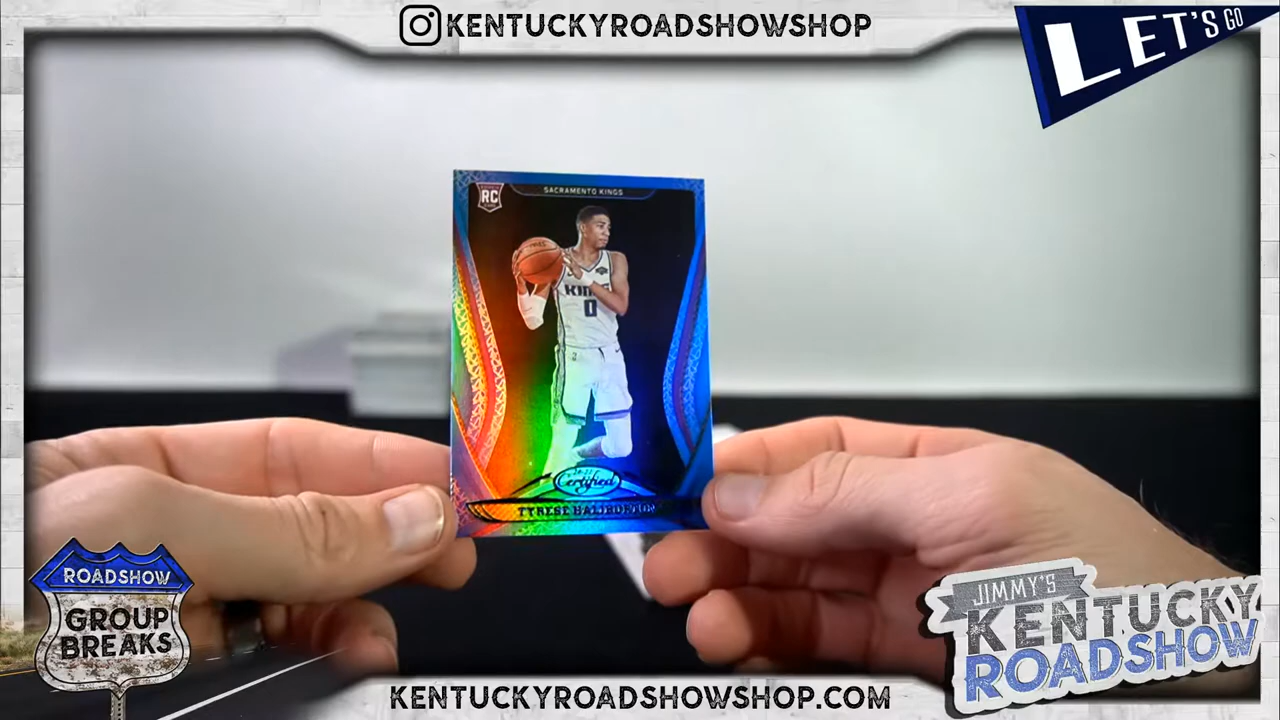 KENTUCKYROADSHOWSHOP
LET'S GO
RC
SACRAMENTO KINGS
KINGS
0
Certified
TYRESE HALIBURTON
ROADSHOW
GROUP
BREAKS
JIMMY'S
KENTUCKY
ROADSHOW
KENTUCKYROADSHOWSHOP.COM